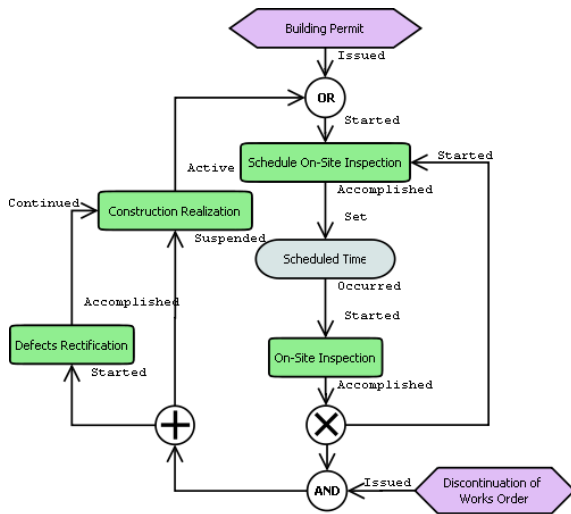 Building Permit
Issued
OR
Started
Schedule On-Site Inspection
Started
Active
Accomplished
Continued
Construction Realization
Set
Suspended
Scheduled Time
Occurred
Accomplished
Started
Defects Rectification
On-Site Inspection
Started
Accomplished
AND
Issued
Discontinuation of
Works Order